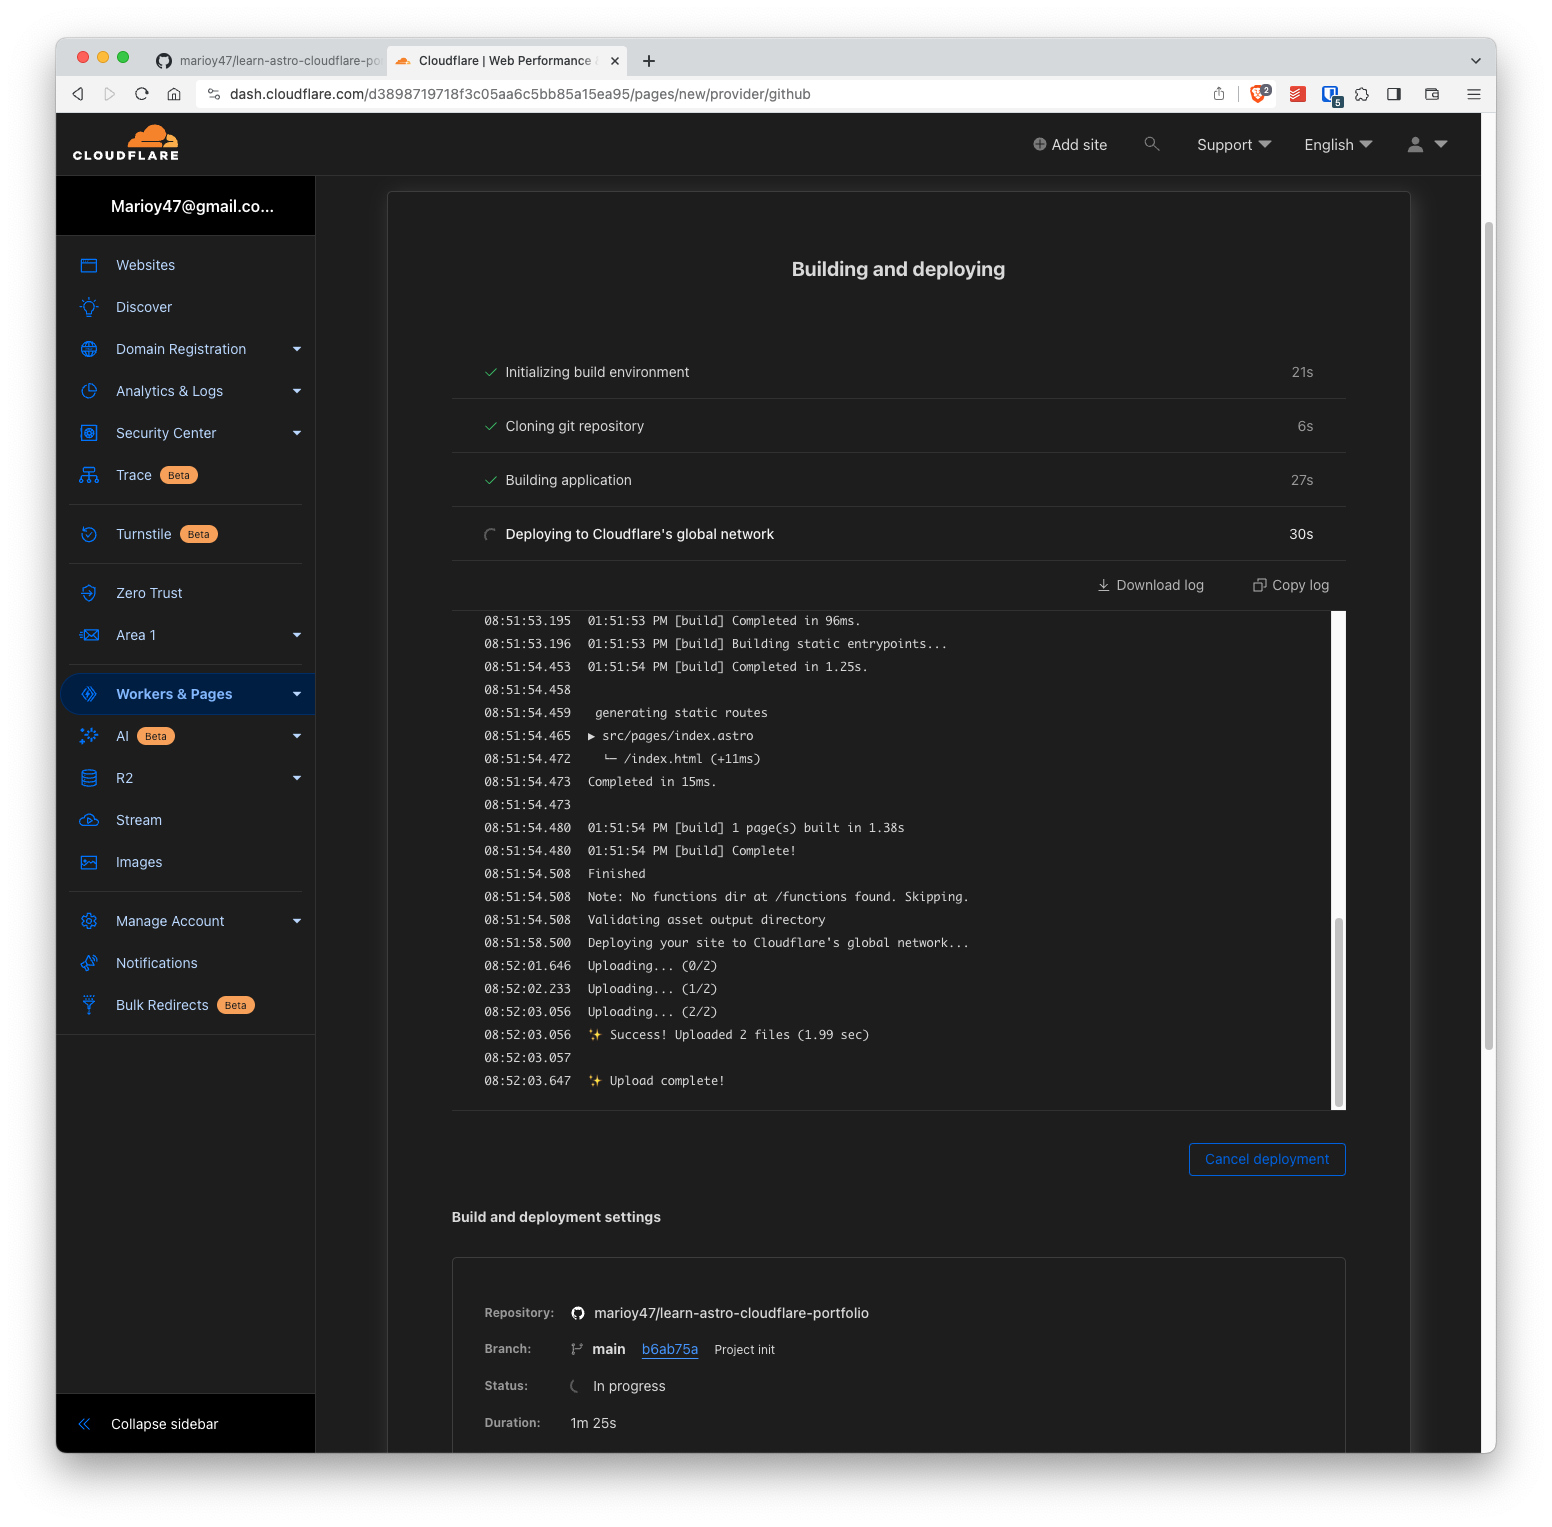 marioy47/learn-astro-cloudflare-po
Cloudflare | Web Performance
dash.cloudflare.com/d3898719718f3c05aa6c5bb85a15ea95/pages/new/provider/github
2
5
CLOUDFLARE
Add site
Support
English
Marioy47@gmail.co...
Websites
Discover
Domain Registration
Analytics & Logs
Security Center
Trace Beta
Turnstile Beta
Zero Trust
Area 1
Workers & Pages
AI Beta
R2
Stream
Images
Manage Account
Notifications
Bulk Redirects Beta
Collapse sidebar
Building and deploying
Initializing build environment 21s
Cloning git repository 6s
Building application 27s
Deploying to Cloudflare's global network 30s
Download log Copy log
08:51:53.195 01:51:53 PM [build] Completed in 96ms.
08:51:53.196 01:51:53 PM [build] Building static entrypoints...
08:51:54.453 01:51:54 PM [build] Completed in 1.25s.
08:51:54.458
08:51:54.459 generating static routes
08:51:54.465 ▶ src/pages/index.astro
08:51:54.472 └─ /index.html (+11ms)
08:51:54.473 Completed in 15ms.
08:51:54.473
08:51:54.480 01:51:54 PM [build] 1 page(s) built in 1.38s
08:51:54.480 01:51:54 PM [build] Complete!
08:51:54.508 Finished
08:51:54.508 Note: No functions dir at /functions found. Skipping.
08:51:54.508 Validating asset output directory
08:51:58.500 Deploying your site to Cloudflare's global network...
08:52:01.646 Uploading... (0/2)
08:52:02.233 Uploading... (1/2)
08:52:03.056 Uploading... (2/2)
08:52:03.056 ✨ Success! Uploaded 2 files (1.99 sec)
08:52:03.057
08:52:03.647 ✨ Upload complete!
Cancel deployment
Build and deployment settings
Repository: marioy47/learn-astro-cloudflare-portfolio
Branch: main b6ab75a Project init
Status: In progress
Duration: 1m 25s